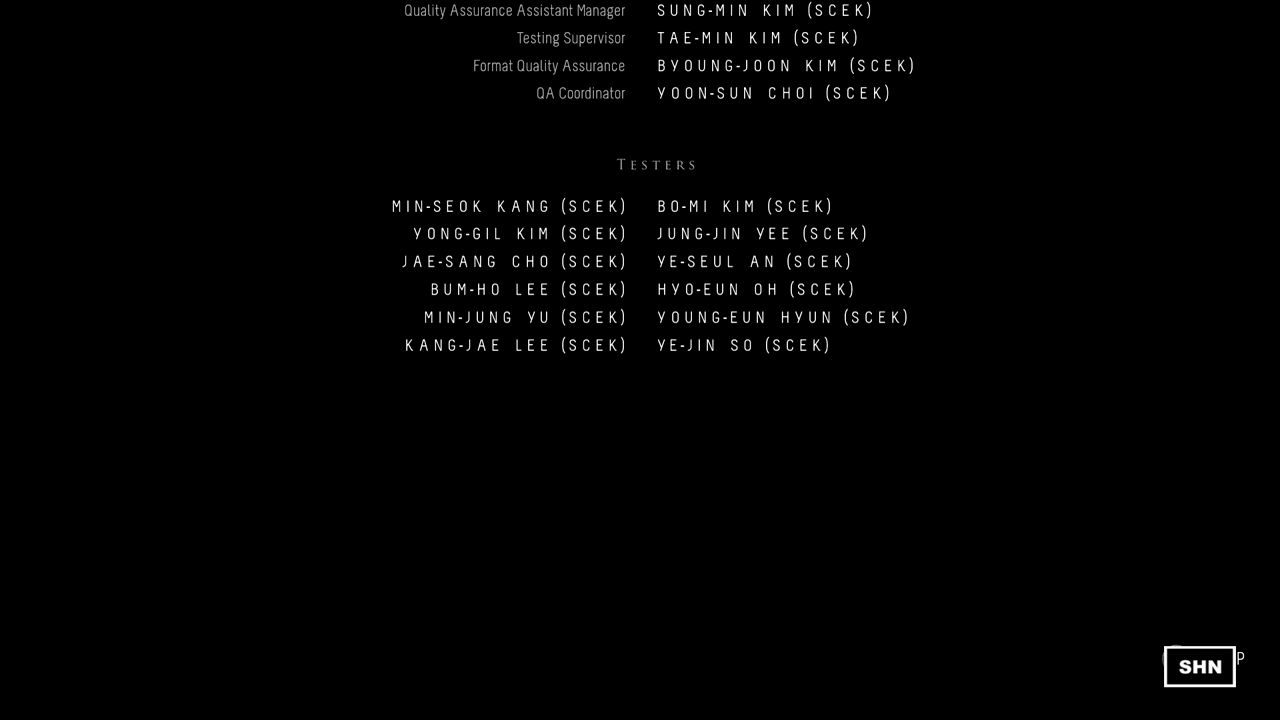 Quality Assurance Assistant Manager SUNG-MIN KIM (SCEK)
Testing Supervisor TAE-MIN KIM (SCEK)
Format Quality Assurance BYOUNG-JOON KIM (SCEK)
QA Coordinator YOON-SUN CHOI (SCEK)
TESTERS
MIN-SEOK KANG (SCEK) BO-MI KIM (SCEK)
YONG-GIL KIM (SCEK) JUNG-JIN YEE (SCEK)
JAE-SANG CHO (SCEK) YE-SEUL AN (SCEK)
BUM-HO LEE (SCEK) HYO-EUN OH (SCEK)
MIN-JUNG YU (SCEK) YOUNG-EUN HYUN (SCEK)
KANG-JAE LEE (SCEK) YE-JIN SO (SCEK)
SHN